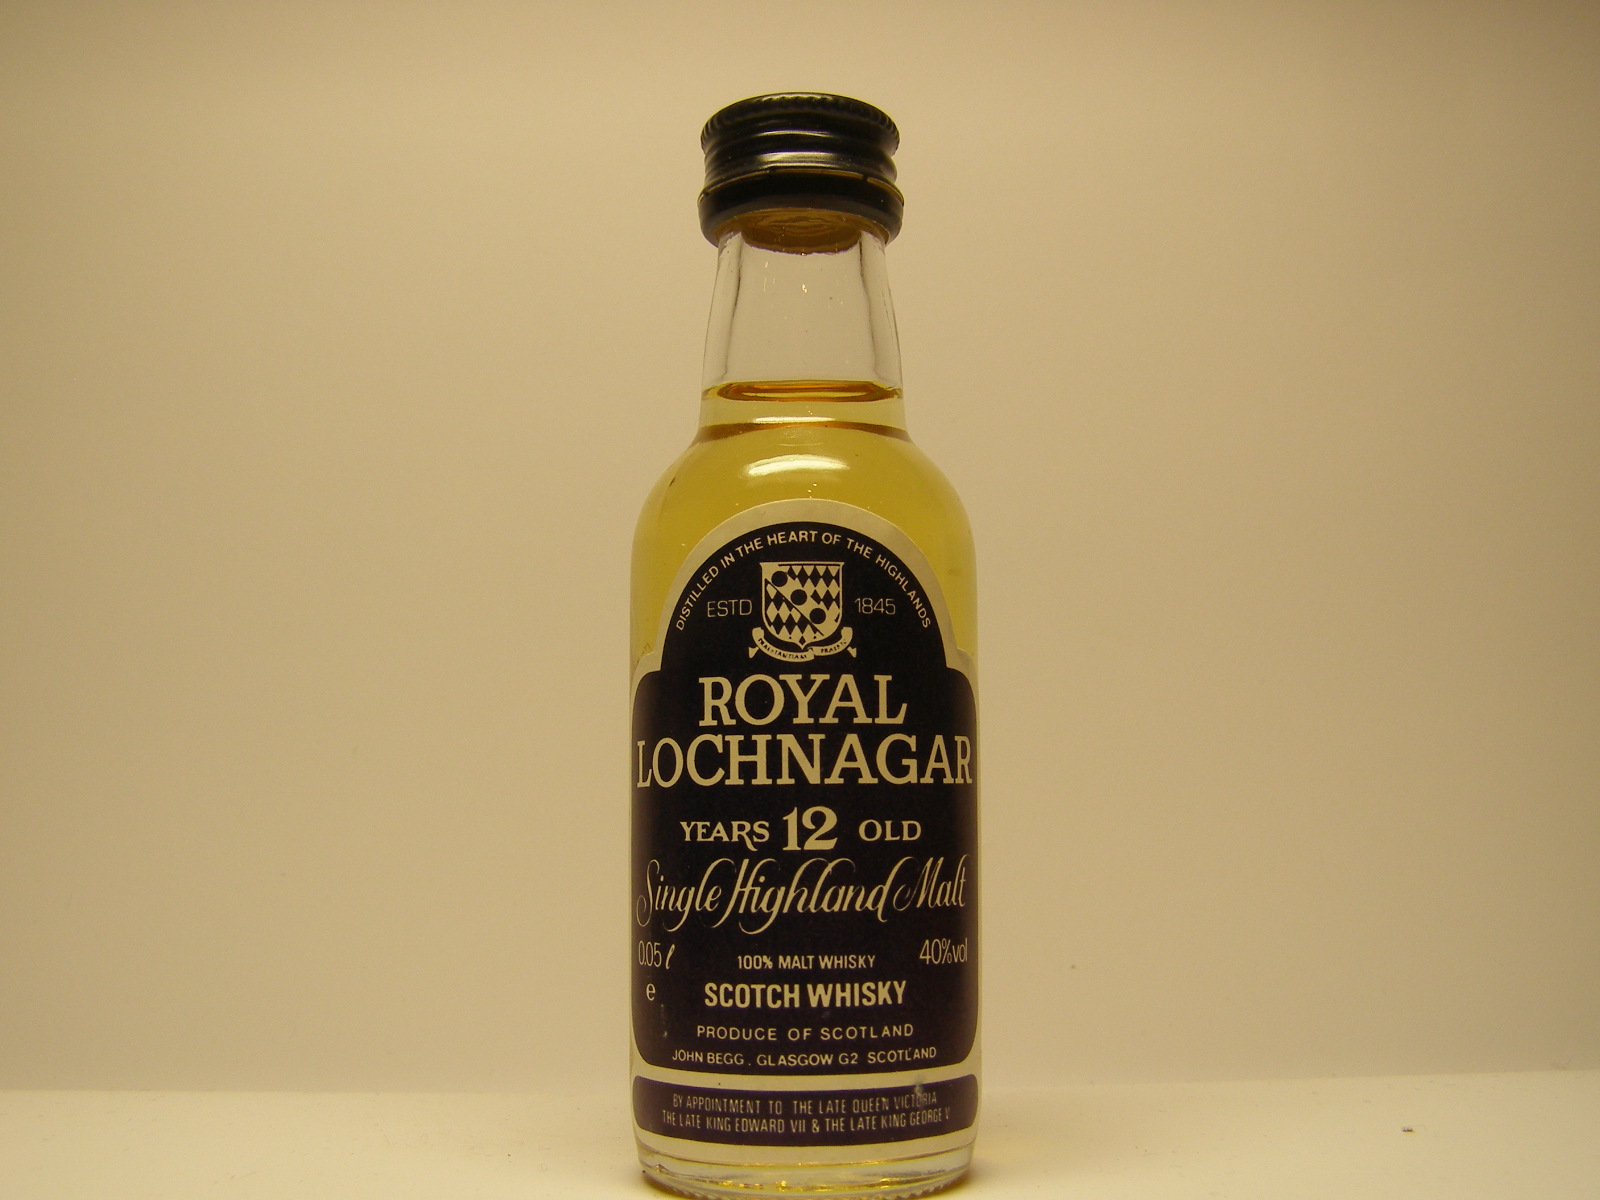 DISTILLED IN THE HEART OF THE HIGHLANDS
ESTD 1845
ROYAL
LOCHNAGAR
YEARS 12 OLD
Single Highland Malt
0.05 l 100% MALT WHISKY 40%vol
e SCOTCH WHISKY
PRODUCE OF SCOTLAND
JOHN BEGG. GLASGOW G2 SCOTLAND
BY APPOINTMENT TO THE LATE QUEEN VICTORIA
THE LATE KING EDWARD VII & THE LATE KING GEORGE V